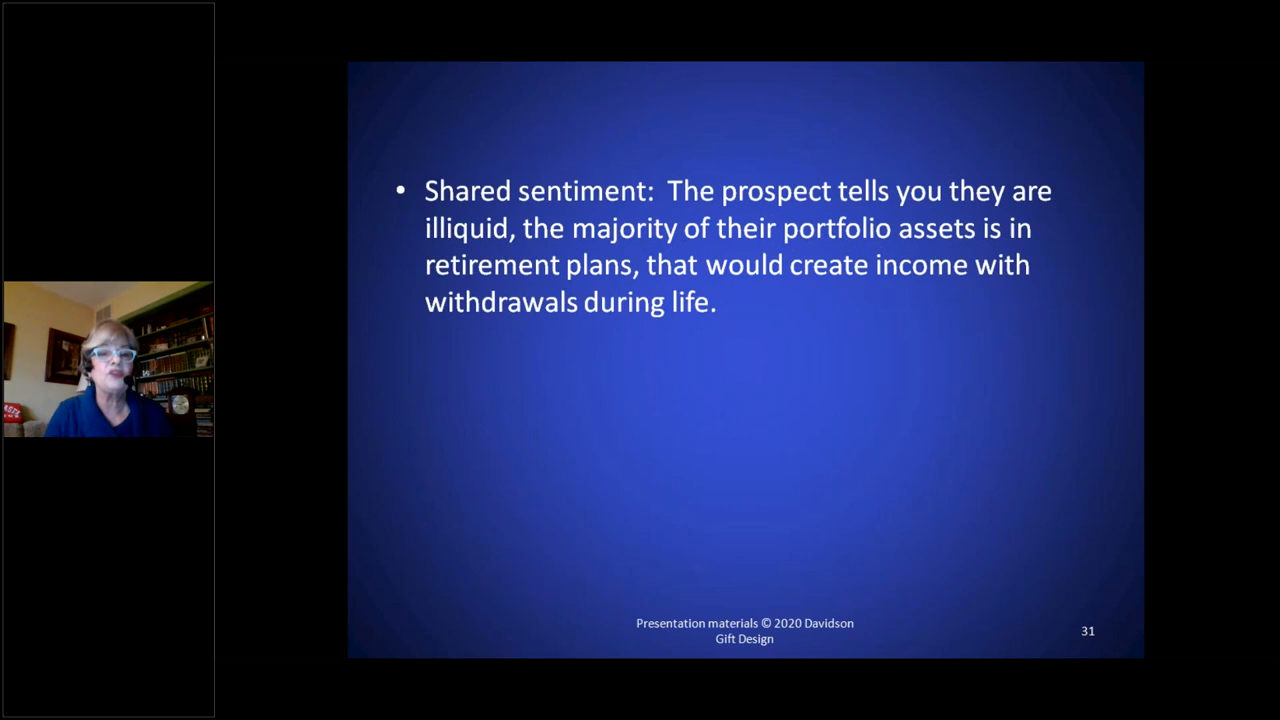 • Shared sentiment:  The prospect tells you they are
illiquid, the majority of their portfolio assets is in
retirement plans, that would create income with
withdrawals during life.
Presentation materials © 2020 Davidson
Gift Design
31